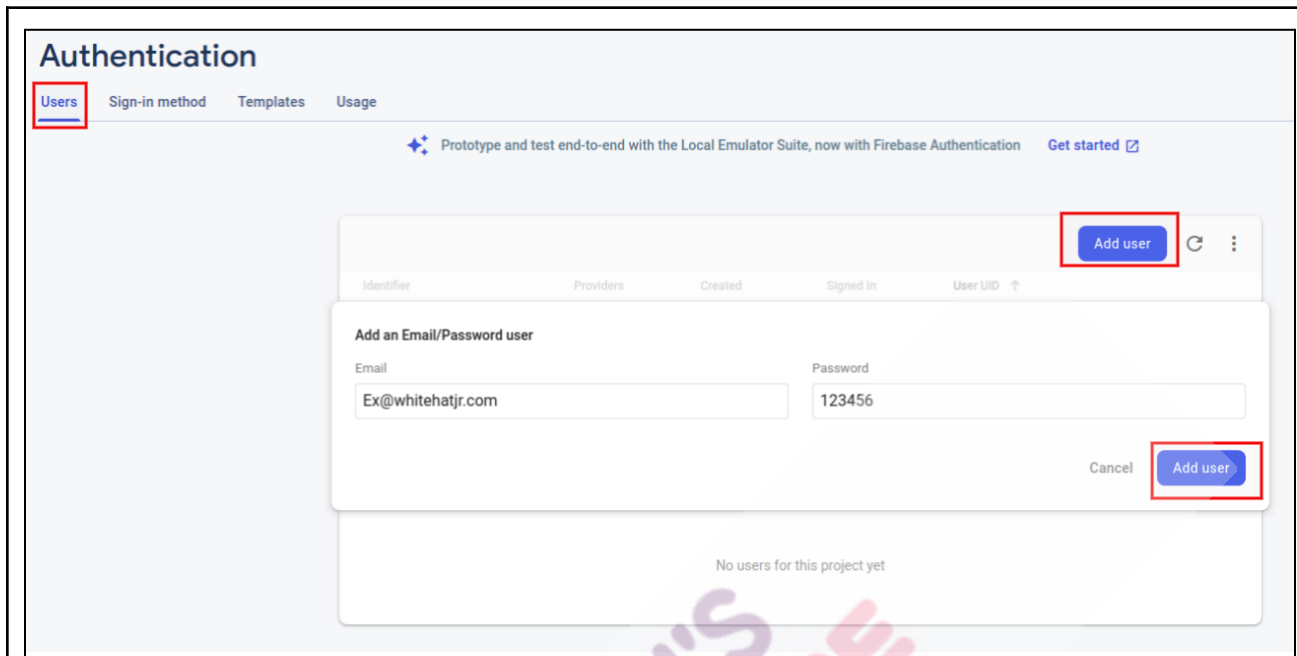 Authentication
Users Sign-in method Templates Usage
Prototype and test end-to-end with the Local Emulator Suite, now with Firebase Authentication Get started
Add user
Identifier Providers Created Signed In User UID
Add an Email/Password user
Email Password
Ex@whitehatjr.com 123456
Cancel Add user
No users for this project yet